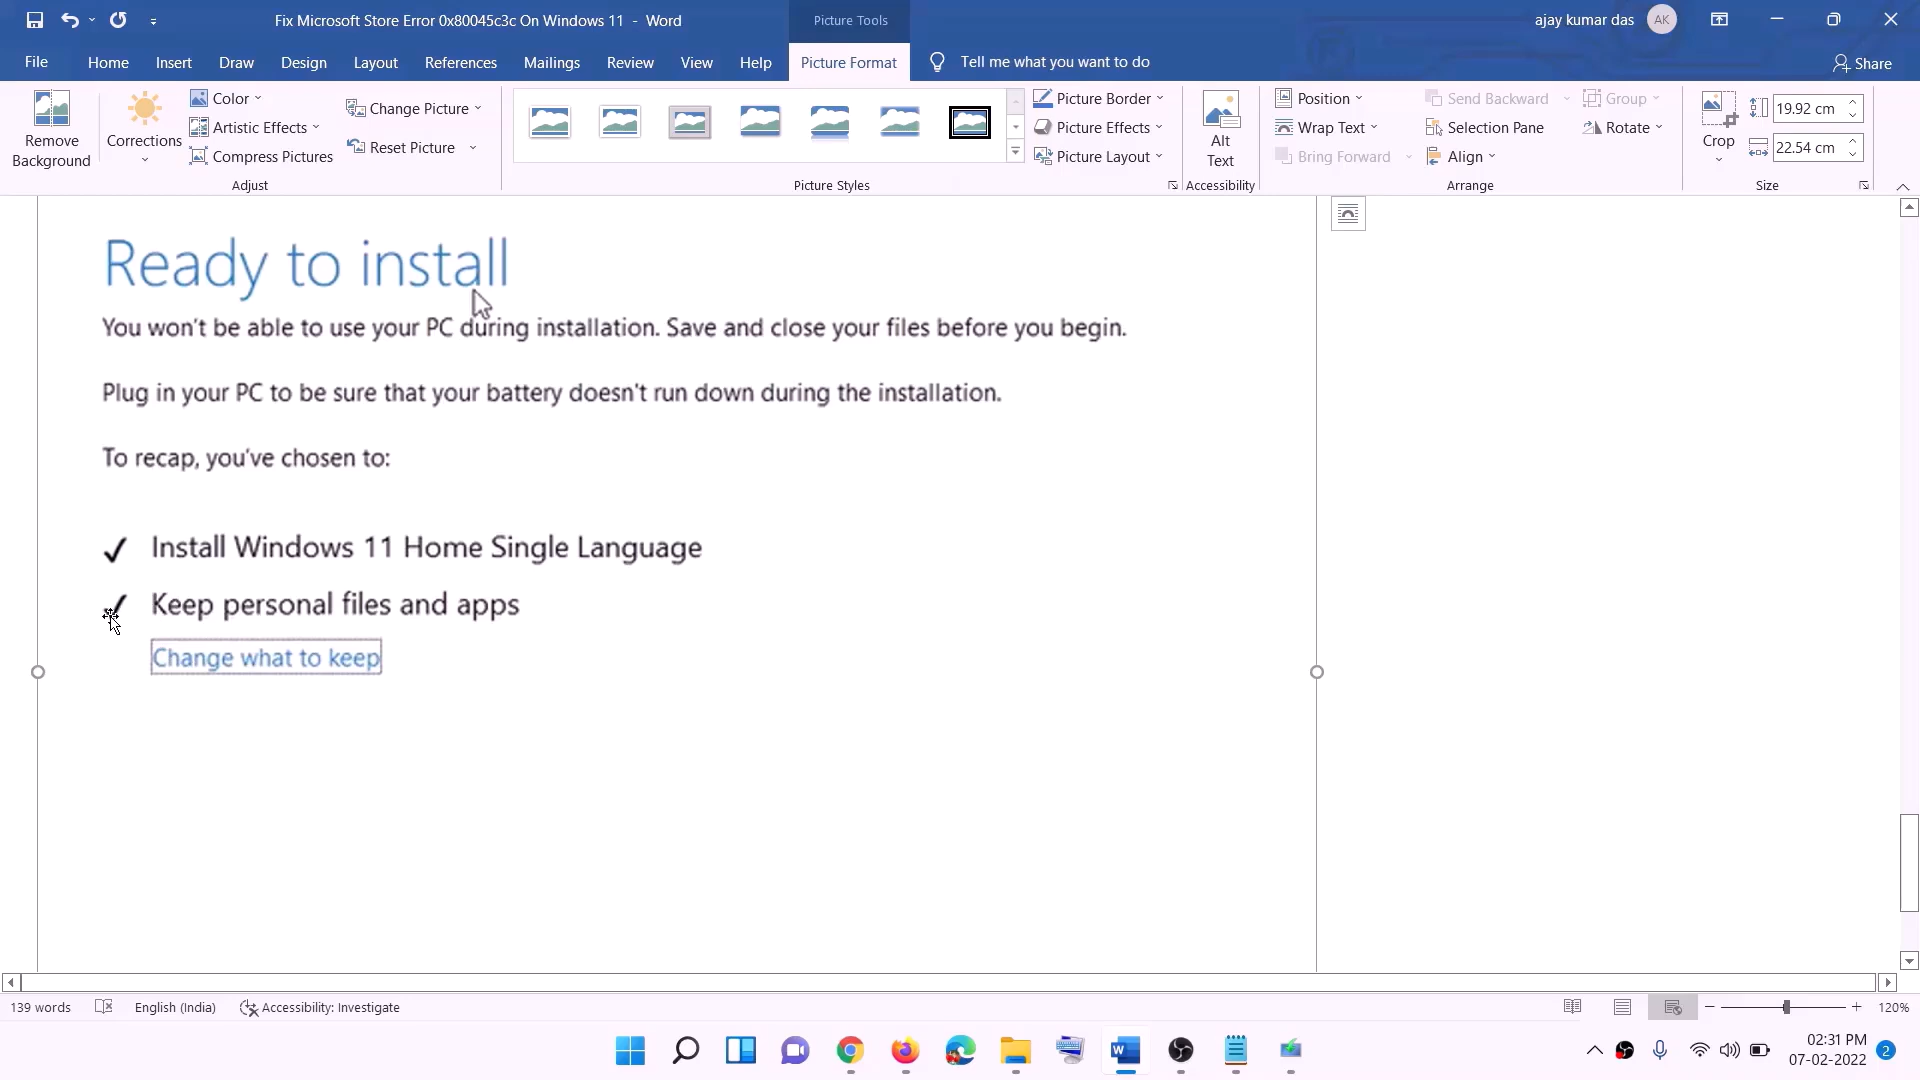 Fix Microsoft Store Error 0x80045c3c On Windows 11 - Word
Picture Tools
ajay kumar das AK
File Home Insert Draw Design Layout References Mailings Review View Help Picture Format Tell me what you want to do Share
Remove Background
Corrections
Color
Artistic Effects
Compress Pictures
Change Picture
Reset Picture
Adjust
Picture Styles
Picture Border
Picture Effects
Picture Layout
Alt Text
Accessibility
Position
Wrap Text
Bring Forward
Send Backward
Selection Pane
Align
Group
Rotate
Arrange
Crop
19.92 cm
22.54 cm
Size
Ready to install
You won't be able to use your PC during installation. Save and close your files before you begin.
Plug in your PC to be sure that your battery doesn't run down during the installation.
To recap, you've chosen to:
Install Windows 11 Home Single Language
Keep personal files and apps
Change what to keep
139 words English (India) Accessibility: Investigate 120%
02:31 PM
07-02-2022 2